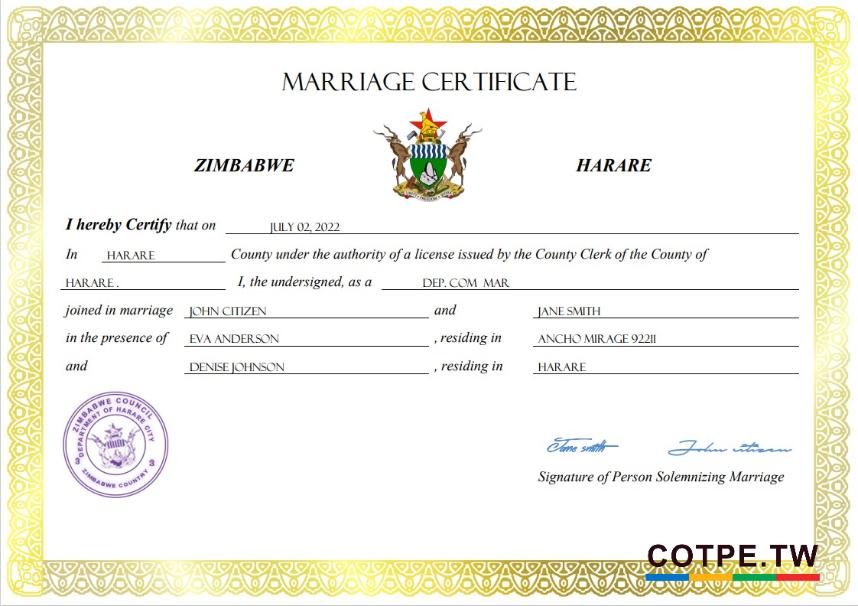 MARRIAGE CERTIFICATE
ZIMBABWE HARARE
I hereby Certify that on JULY 02, 2022
In HARARE County under the authority of a license issued by the County Clerk of the County of
HARARE . I, the undersigned, as a DEP. COM MAR
joined in marriage JOHN CITIZEN and JANE SMITH
in the presence of EVA ANDERSON , residing in ANCHO MIRAGE 92211
and DENISE JOHNSON , residing in HARARE
ZIMBABWE COUNCIL
DEPARTMENT OF HARARE CITY
ZIMBABWE COUNTRY
Jane smith John citizen
Signature of Person Solemnizing Marriage
COTPE.TW